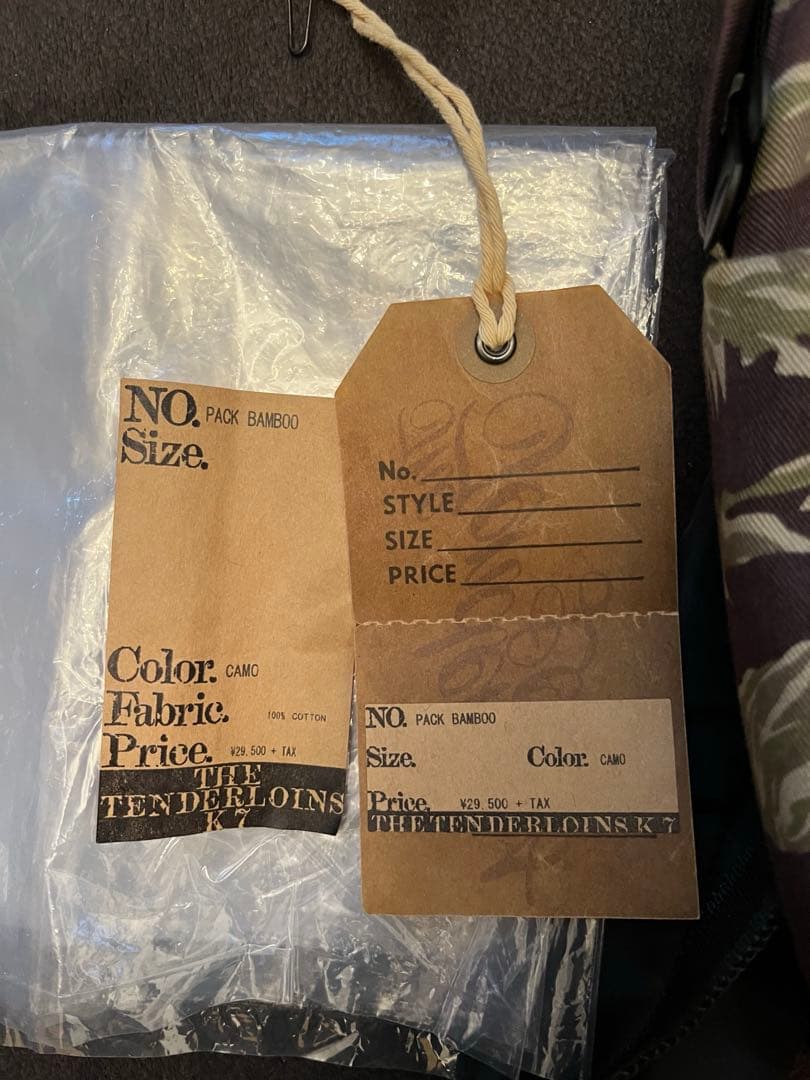 NO. PACK BAMBOO
Size.
Color. CAMO
Fabric. 100% COTTON
Price. ¥29,500 + TAX
THE
TENDERLOINS
K 7
No.
STYLE
SIZE
PRICE
NO. PACK BAMBOO
Size. Color. CAMO
Price. ¥29,500 + TAX
THE TENDERLOINS K 7